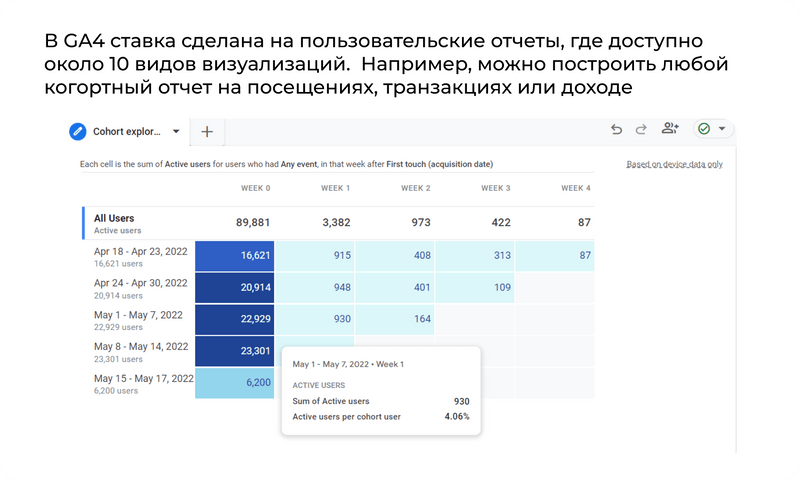 В GA4 ставка сделана на пользовательские отчеты, где доступно
около 10 видов визуализаций.  Например, можно построить любой
когортный отчет на посещениях, транзакциях или доходе
Cohort explor...
Each cell is the sum of Active users for users who had Any event, in that week after First touch (acquisition date)
Based on device data only
WEEK 0 WEEK 1 WEEK 2 WEEK 3 WEEK 4
All Users
Active users
89,881 3,382 973 422 87
Apr 18 - Apr 23, 2022
16,621 users
16,621 915 408 313 87
Apr 24 - Apr 30, 2022
20,914 users
20,914 948 401 109
May 1 - May 7, 2022
22,929 users
22,929 930 164
May 8 - May 14, 2022
23,301 users
23,301
May 15 - May 17, 2022
6,200 users
6,200
May 1 - May 7, 2022 • Week 1
ACTIVE USERS
Sum of Active users 930
Active users per cohort user 4.06%